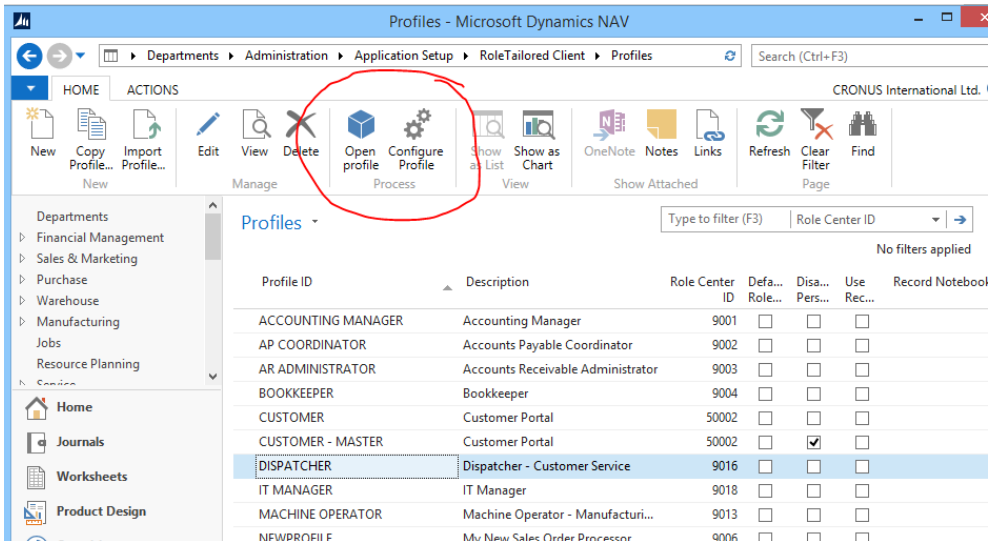 Profiles - Microsoft Dynamics NAV
Departments Administration Application Setup RoleTailored Client Profiles
Search (Ctrl+F3)
HOME ACTIONS
CRONUS International Ltd.
New
Copy Profile...
Import Profile...
Edit
View
Delete
Open profile
Configure Profile
Show as List
Show as Chart
OneNote
Notes
Links
Refresh
Clear Filter
Find
New Manage Process View Show Attached Page
Departments
Financial Management
Sales & Marketing
Purchase
Warehouse
Manufacturing
Jobs
Resource Planning
Service
Home
Journals
Worksheets
Product Design
Profiles
Type to filter (F3) Role Center ID
No filters applied
Profile ID Description Role Center ID Defa... Role... Disa... Pers... Use Rec... Record Notebook
ACCOUNTING MANAGER Accounting Manager 9001
AP COORDINATOR Accounts Payable Coordinator 9002
AR ADMINISTRATOR Accounts Receivable Administrator 9003
BOOKKEEPER Bookkeeper 9004
CUSTOMER Customer Portal 50002
CUSTOMER - MASTER Customer Portal 50002
DISPATCHER Dispatcher - Customer Service 9016
IT MANAGER IT Manager 9018
MACHINE OPERATOR Machine Operator - Manufacturi... 9013
NEWPROFILE My New Sales Order Processor 9006